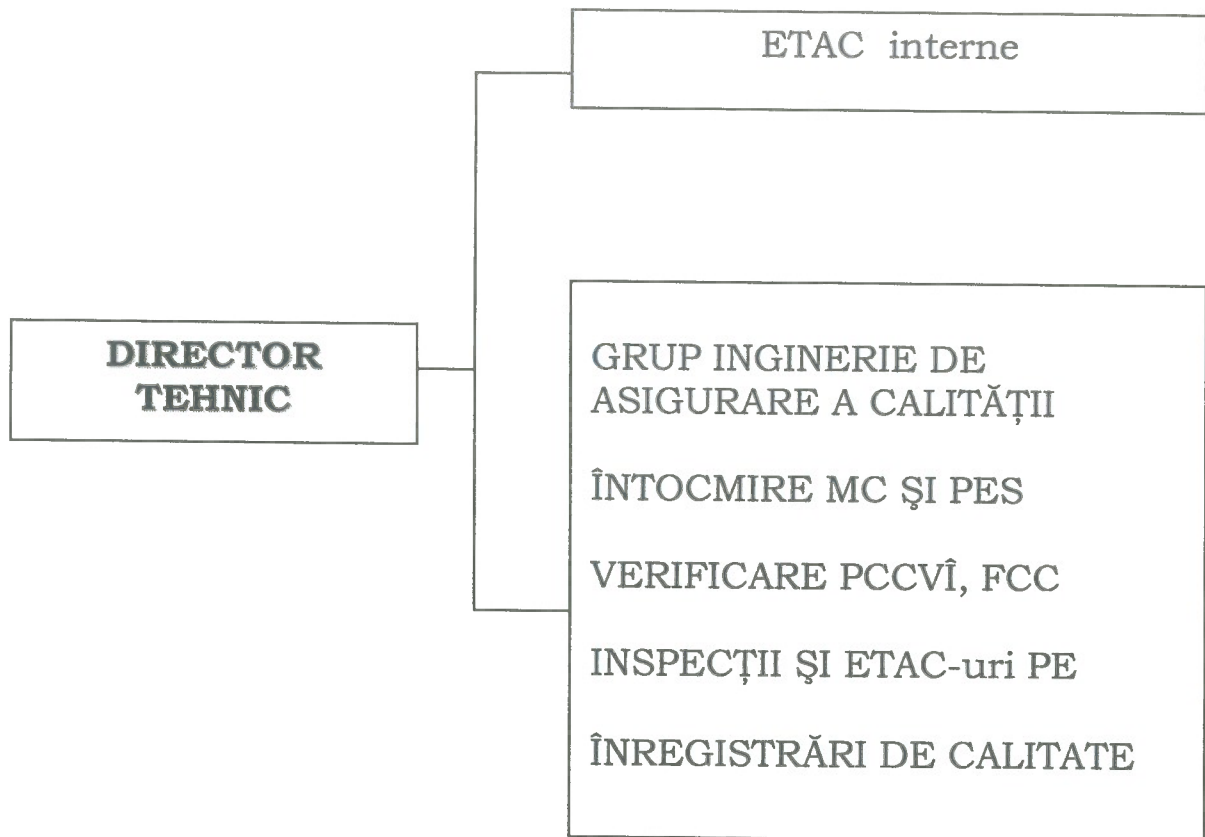 ETAC interne
DIRECTOR
TEHNIC
GRUP INGINERIE DE
ASIGURARE A CALITĂȚII
ÎNTOCMIRE MC ŞI PES
VERIFICARE PCCVÎ, FCC
INSPECȚII ŞI ETAC-uri PE
ÎNREGISTRĂRI DE CALITATE